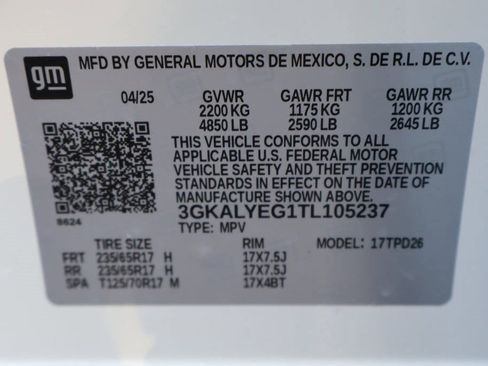 gm
MFD BY GENERAL MOTORS DE MEXICO, S. DE R.L. DE C.V.
04/25 GVWR GAWR FRT GAWR RR
2200 KG 1175 KG 1200 KG
4850 LB 2590 LB 2645 LB
THIS VEHICLE CONFORMS TO ALL
APPLICABLE U.S. FEDERAL MOTOR
VEHICLE SAFETY AND THEFT PREVENTION
STANDARDS IN EFFECT ON THE DATE OF
MANUFACTURE SHOWN ABOVE.
3GKALYEG1TL105237
8624
TYPE: MPV
TIRE SIZE RIM MODEL: 17TPD26
FRT 235/65R17 H 17X7.5J
RR 235/65R17 H 17X7.5J
SPA T125/70R17 M 17X4BT